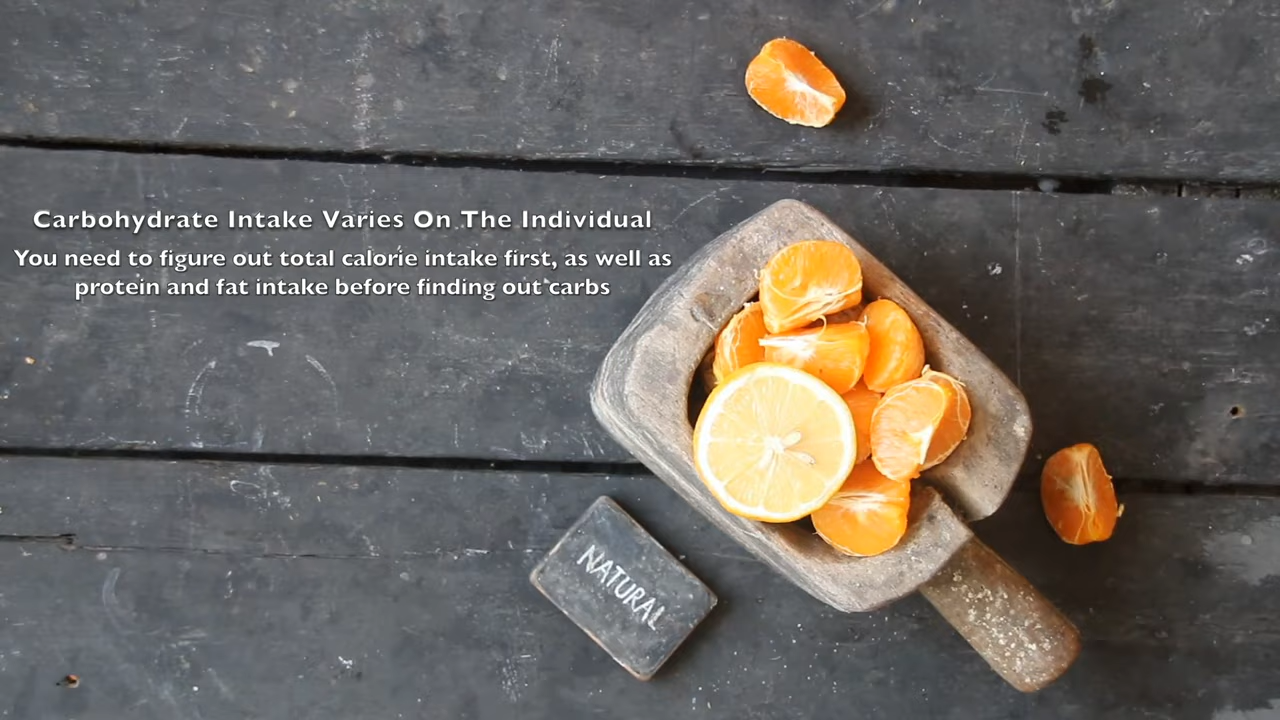 Carbohydrate Intake Varies On The Individual
You need to figure out total calorie intake first, as well as
protein and fat intake before finding out carbs
NATURAL